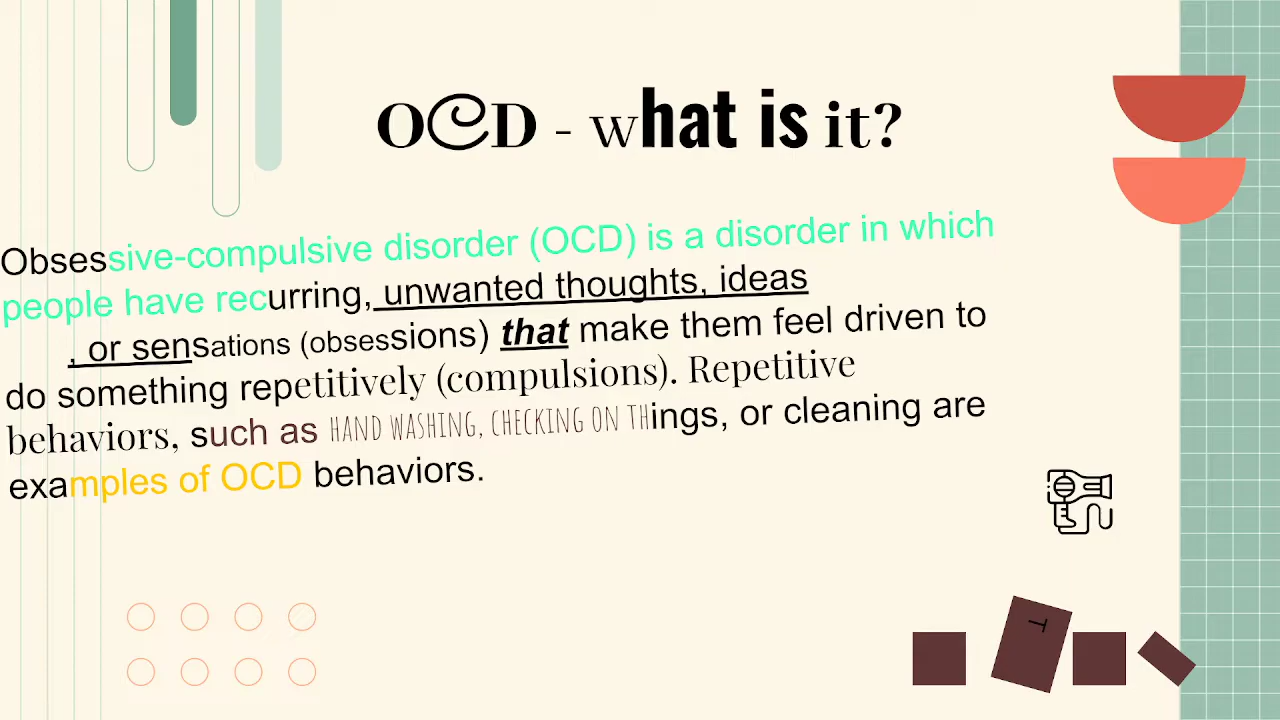 OCD - what is it?
Obsessive-compulsive disorder (OCD) is a disorder in which
people have recurring, unwanted thoughts, ideas
, or sensations (obsessions) that make them feel driven to
do something repetitively (compulsions). Repetitive
behaviors, such as HAND WASHING, CHECKING ON THings, or cleaning are
examples of OCD behaviors.
T